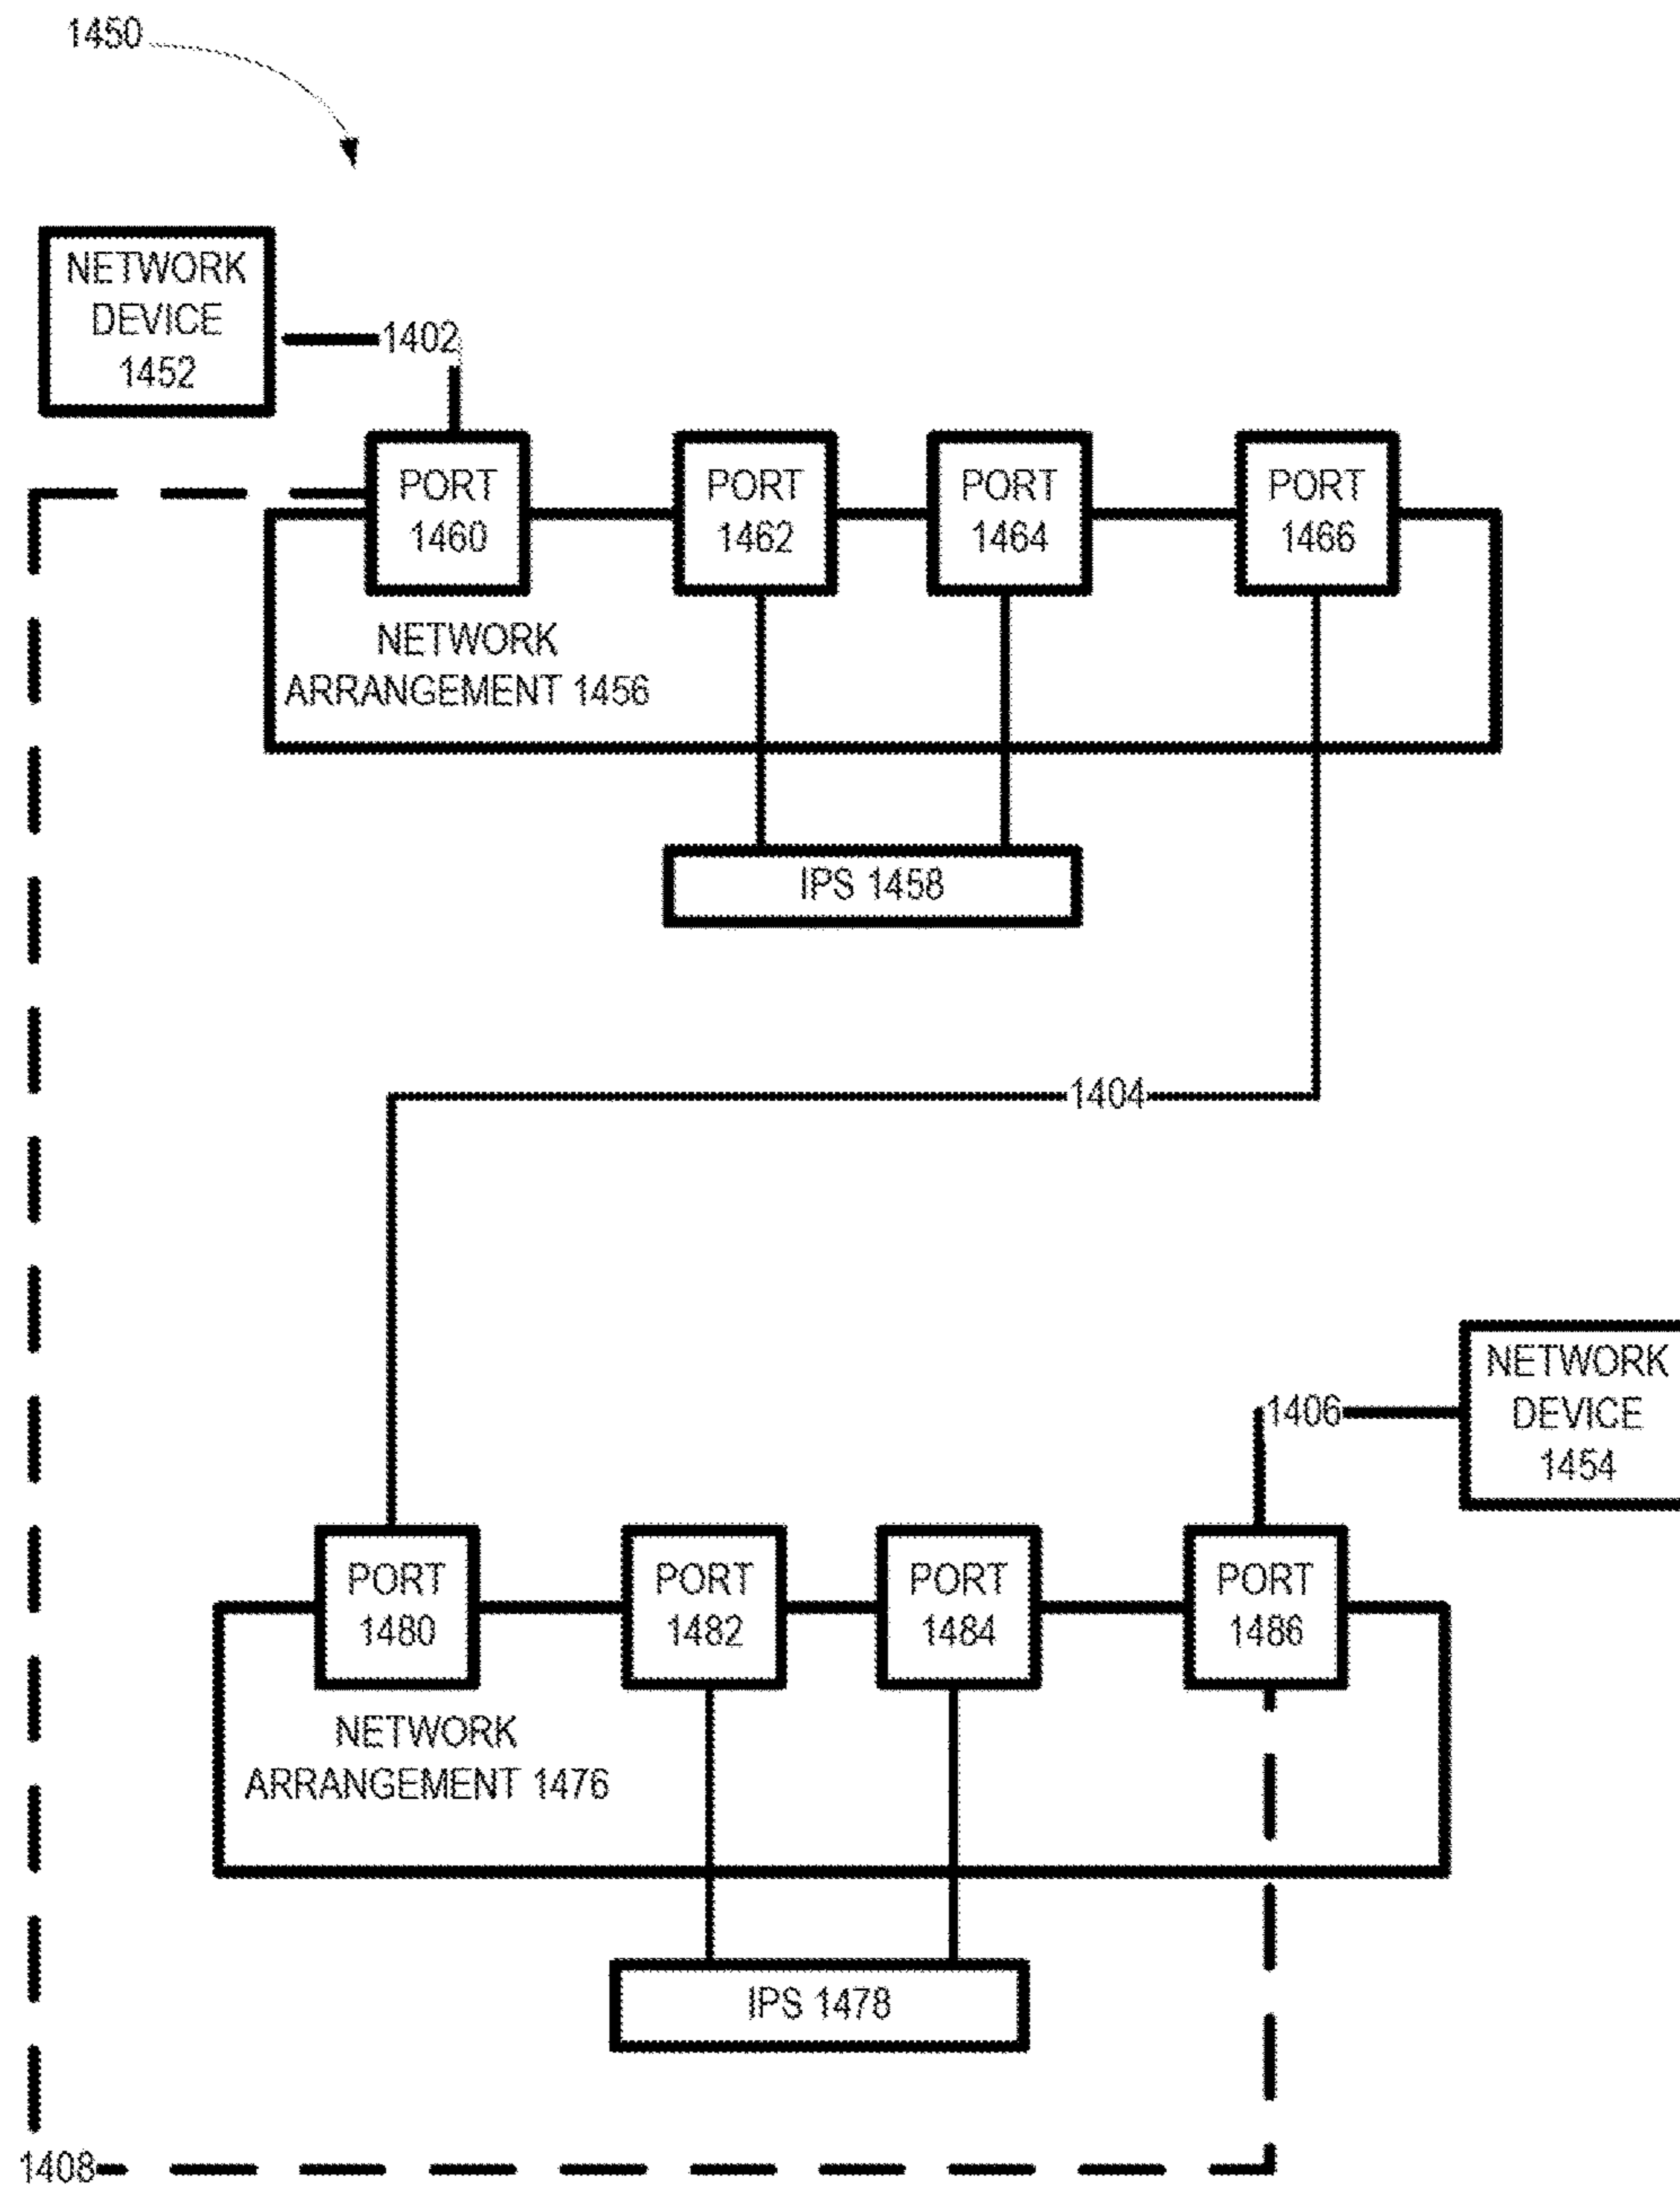 1450
NETWORK
DEVICE
1452
1402
PORT
1460
PORT
1462
PORT
1464
PORT
1466
NETWORK
ARRANGEMENT 1456
IPS 1458
1404
NETWORK
DEVICE
1454
1406
PORT
1480
PORT
1482
PORT
1484
PORT
1486
NETWORK
ARRANGEMENT 1476
IPS 1478
1408